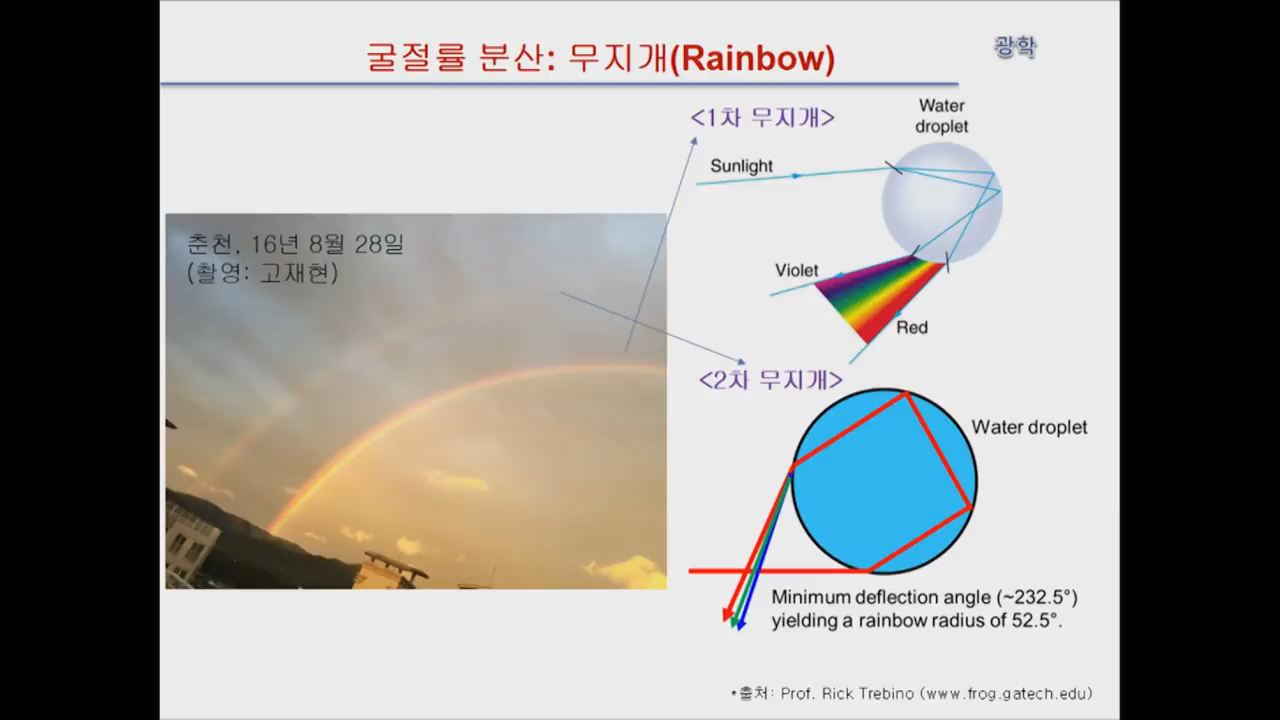 굴절률 분산: 무지개(Rainbow)
광학
<1차 무지개>
Water
droplet
Sunlight
춘천, 16년 8월 28일
(촬영: 고재현)
Violet
Red
<2차 무지개>
Water droplet
Minimum deflection angle (~232.5°)
yielding a rainbow radius of 52.5°.
*출처: Prof. Rick Trebino (www.frog.gatech.edu)